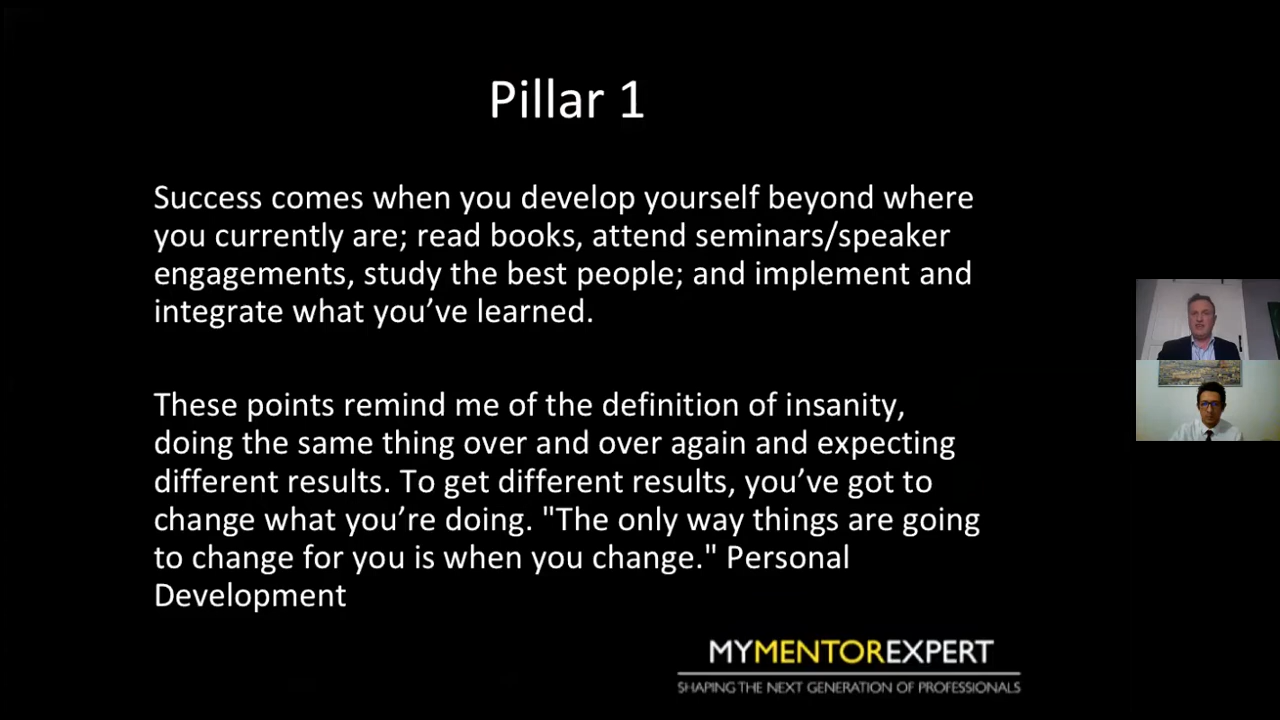 Pillar 1
Success comes when you develop yourself beyond where
you currently are; read books, attend seminars/speaker
engagements, study the best people; and implement and
integrate what you’ve learned.
These points remind me of the definition of insanity,
doing the same thing over and over again and expecting
different results. To get different results, you’ve got to
change what you’re doing. "The only way things are going
to change for you is when you change." Personal
Development
MYMENTOREXPERT
SHAPING THE NEXT GENERATION OF PROFESSIONALS